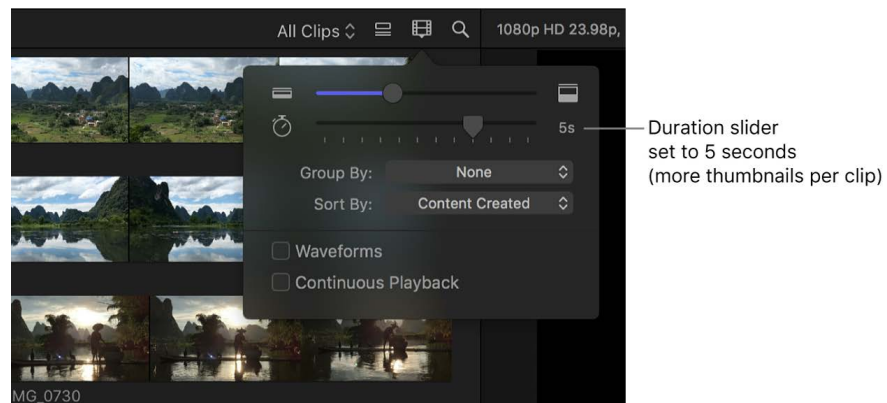 All Clips
1080p HD 23.98p,
5s
Duration slider
set to 5 seconds
(more thumbnails per clip)
Group By: None
Sort By: Content Created
Waveforms
Continuous Playback
MG_0730